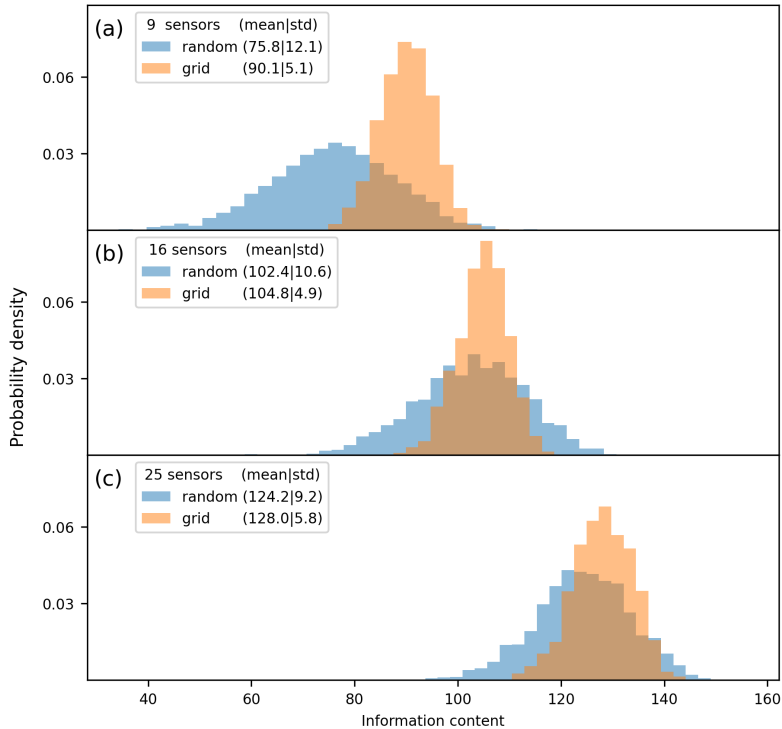 (a)
9 sensors (mean|std)
random (75.8|12.1)
grid (90.1|5.1)
0.06
0.03
(b)
16 sensors (mean|std)
random (102.4|10.6)
grid (104.8|4.9)
0.06
0.03
Probability density
(c)
25 sensors (mean|std)
random (124.2|9.2)
grid (128.0|5.8)
0.06
0.03
40 60 80 100 120 140 160
Information content